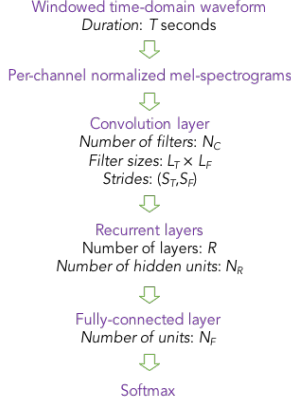 Windowed time-domain waveform
Duration: T seconds
Per-channel normalized mel-spectrograms
Convolution layer
Number of filters: N_C
Filter sizes: L_T × L_F
Strides: (S_T,S_F)
Recurrent layers
Number of layers: R
Number of hidden units: N_R
Fully-connected layer
Number of units: N_F
Softmax